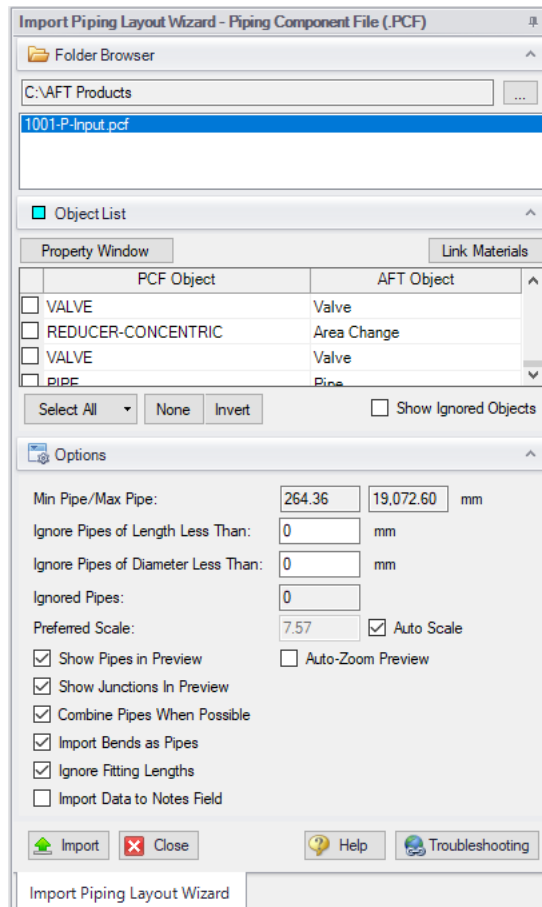 Import Piping Layout Wizard - Piping Component File (.PCF)
Folder Browser
C:\AFT Products
...
1001-P-Input.pcf
Object List
Property Window Link Materials
PCF Object AFT Object
VALVE Valve
REDUCER-CONCENTRIC Area Change
VALVE Valve
PIPE Pipe
Select All None Invert Show Ignored Objects
Options
Min Pipe/Max Pipe: 264.36 19,072.60 mm
Ignore Pipes of Length Less Than: 0 mm
Ignore Pipes of Diameter Less Than: 0 mm
Ignored Pipes: 0
Preferred Scale: 7.57 Auto Scale
Show Pipes in Preview Auto-Zoom Preview
Show Junctions In Preview
Combine Pipes When Possible
Import Bends as Pipes
Ignore Fitting Lengths
Import Data to Notes Field
Import Close Help Troubleshooting
Import Piping Layout Wizard